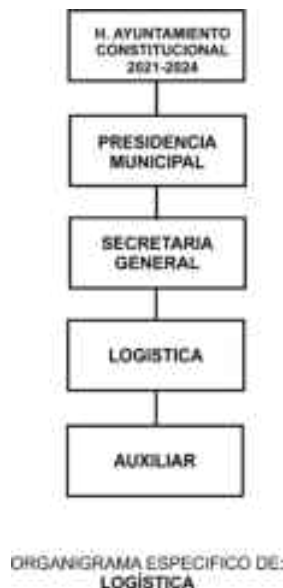 H. AYUNTAMIENTO
CONSTITUCIONAL
2021-2024
PRESIDENCIA
MUNICIPAL
SECRETARIA
GENERAL
LOGISTICA
AUXILIAR
ORGANIGRAMA ESPECIFICO DE:
LOGÍSTICA